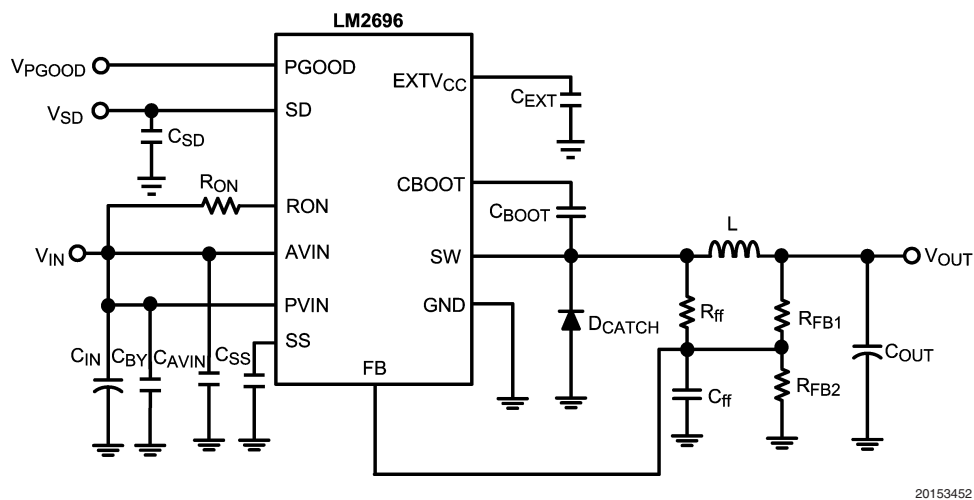 LM2696
VPGOOD
PGOOD
EXTVCC
CEXT
VSD
SD
CSD
RON
RON
CBOOT
CBOOT
VIN
AVIN
SW
L
VOUT
PVIN
GND
DCATCH
Rff
RFB1
SS
CIN
CBY
CAVIN
CSS
FB
COUT
Cff
RFB2
20153452